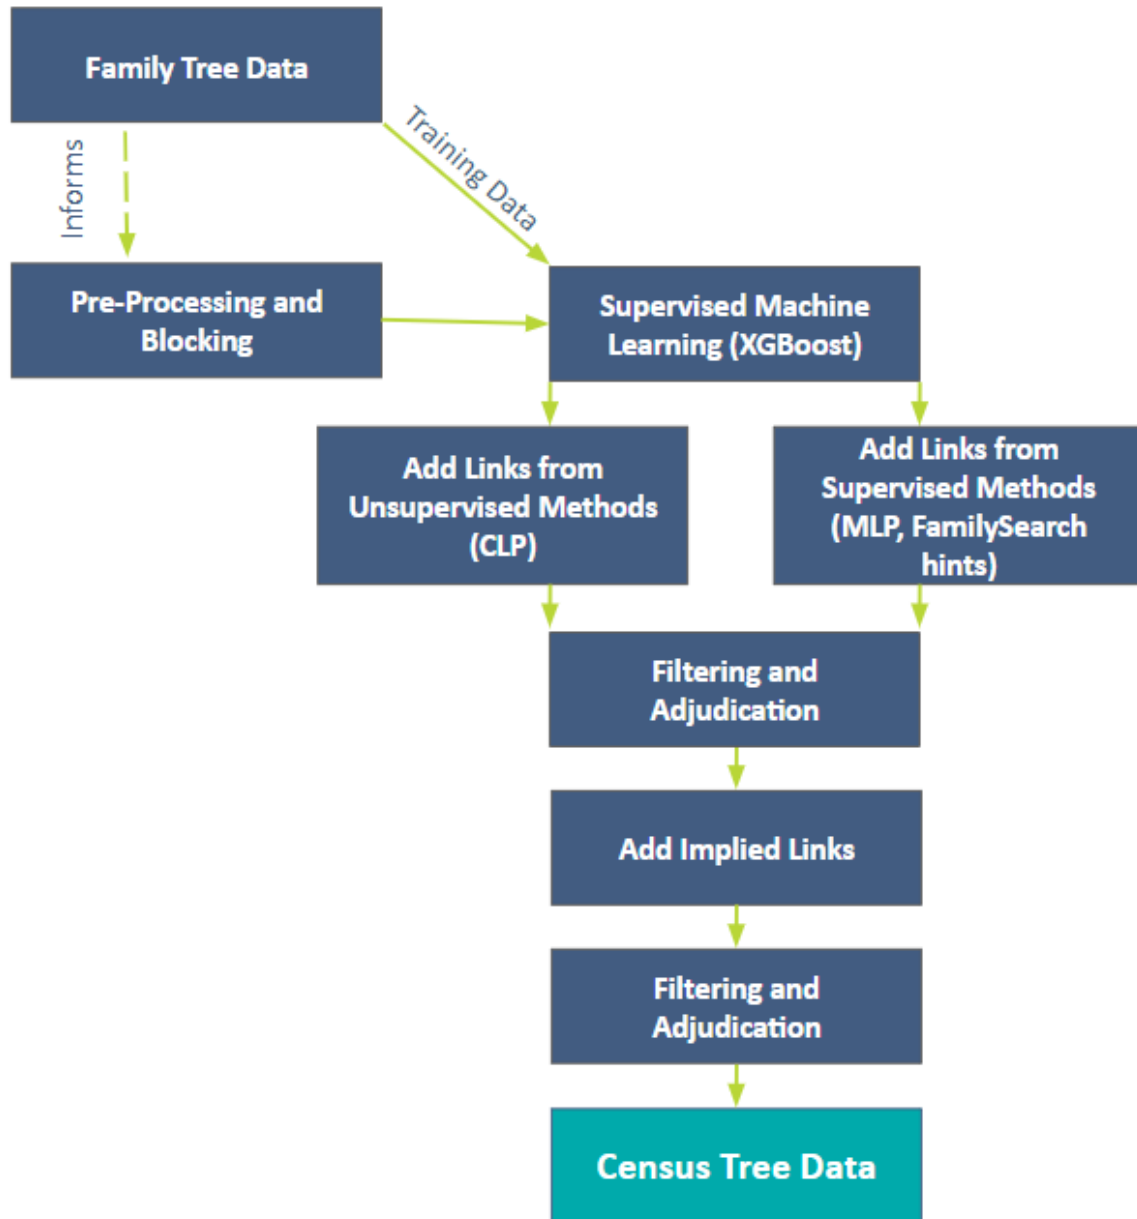 Family Tree Data
Informs
Training Data
Pre-Processing and
Blocking
Supervised Machine
Learning (XGBoost)
Add Links from
Unsupervised Methods
(CLP)
Add Links from
Supervised Methods
(MLP, FamilySearch
hints)
Filtering and
Adjudication
Add Implied Links
Filtering and
Adjudication
Census Tree Data